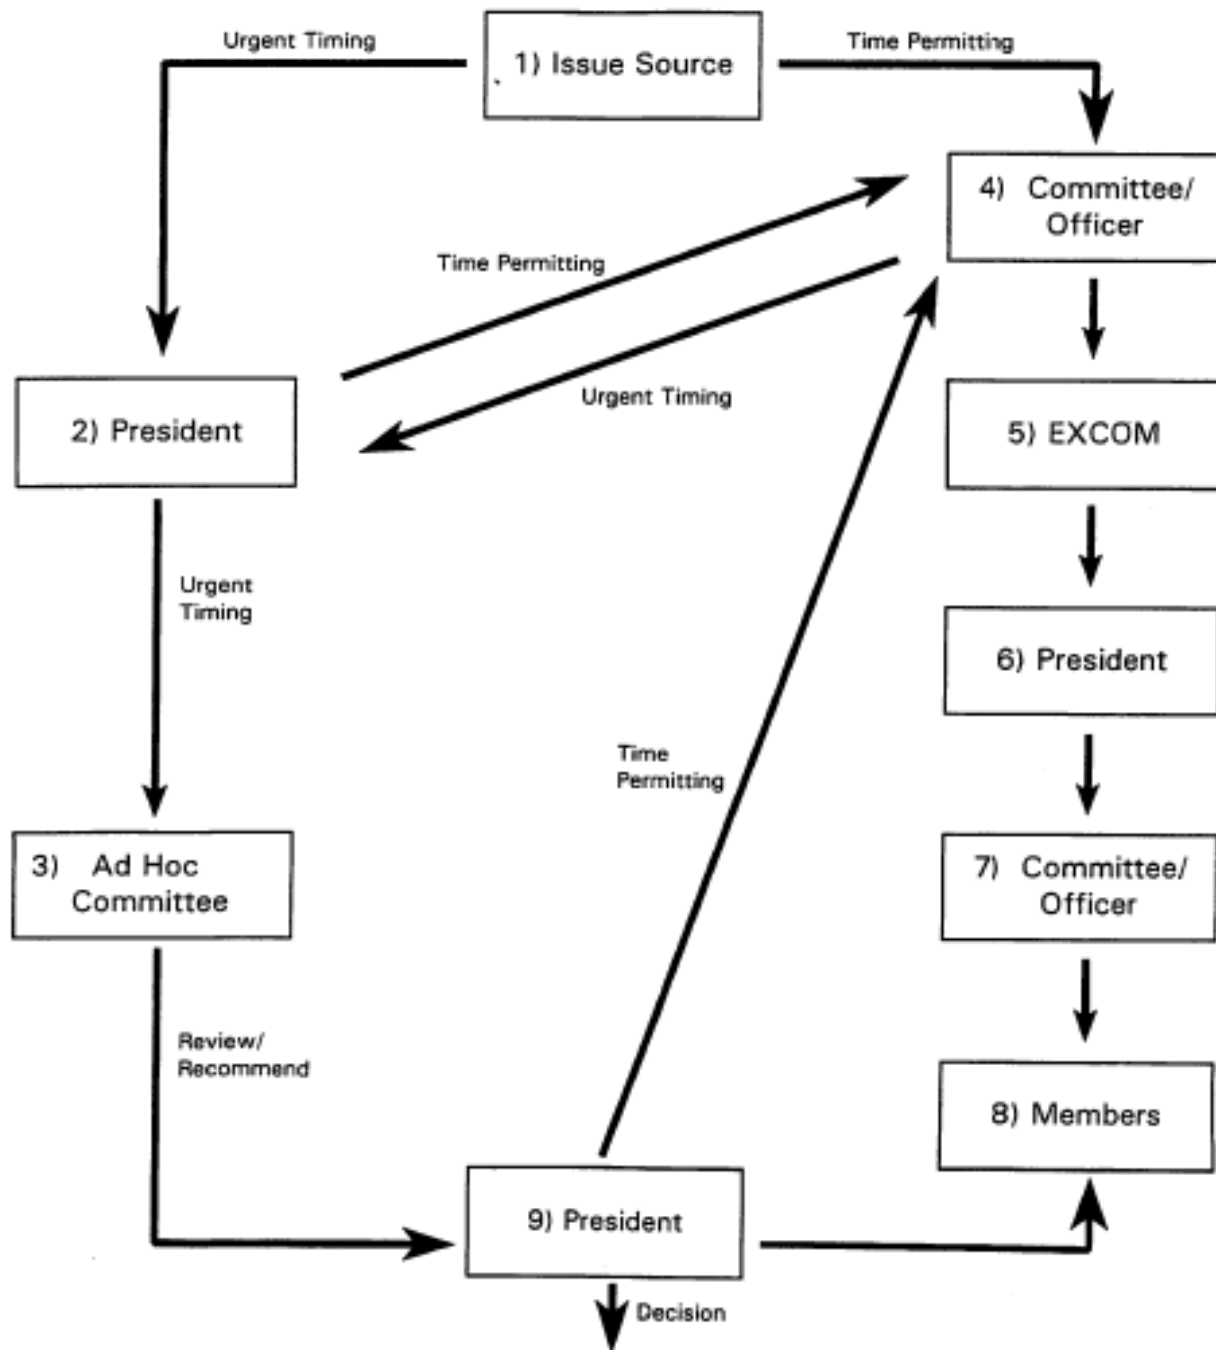 Urgent Timing
1) Issue Source
Time Permitting
4) Committee/
Officer
Time Permitting
Urgent Timing
2) President
5) EXCOM
Urgent
Timing
6) President
Time
Permitting
3) Ad Hoc
Committee
7) Committee/
Officer
Review/
Recommend
8) Members
9) President
Decision